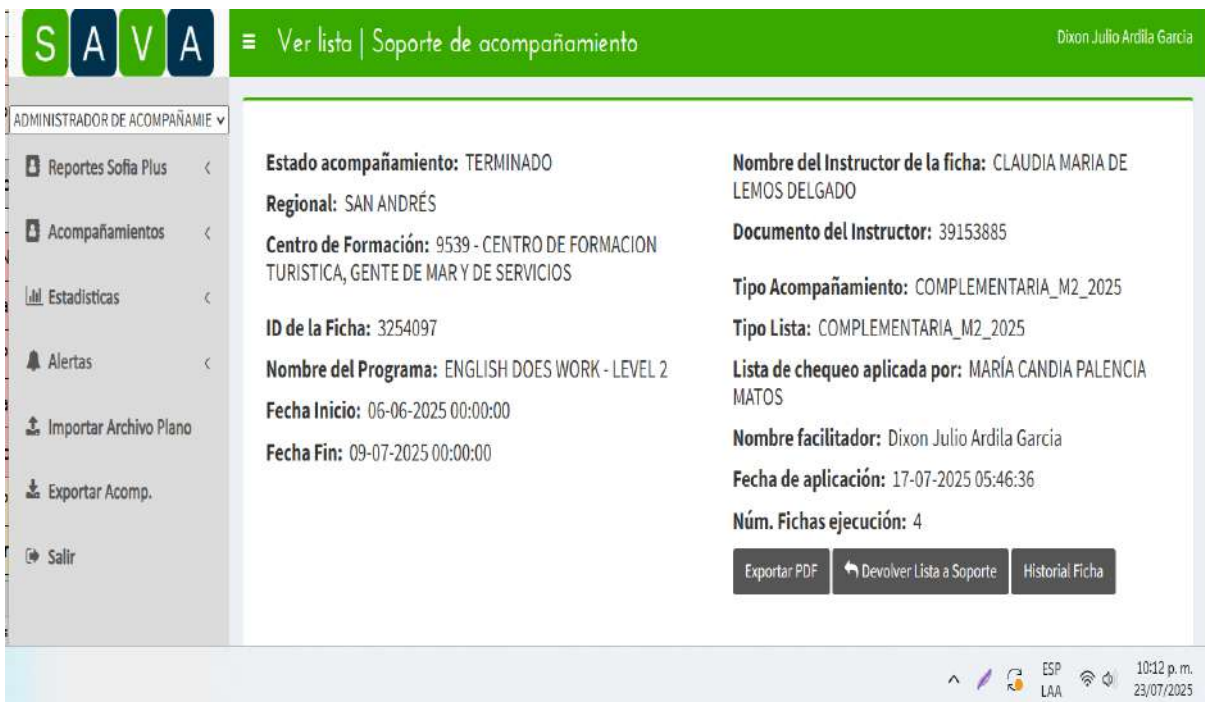 SAVA
≡ Ver lista | Soporte de acompañamiento
Dixon Julio Ardila Garcia
ADMINISTRADOR DE ACOMPAÑAMIE
Reportes Sofia Plus
Acompañamientos
Estadisticas
Alertas
Importar Archivo Plano
Exportar Acomp.
Salir
Estado acompañamiento: TERMINADO
Regional: SAN ANDRÉS
Centro de Formación: 9539 - CENTRO DE FORMACION
TURISTICA, GENTE DE MAR Y DE SERVICIOS
ID de la Ficha: 3254097
Nombre del Programa: ENGLISH DOES WORK - LEVEL 2
Fecha Inicio: 06-06-2025 00:00:00
Fecha Fin: 09-07-2025 00:00:00
Nombre del Instructor de la ficha: CLAUDIA MARIA DE
LEMOS DELGADO
Documento del Instructor: 39153885
Tipo Acompañamiento: COMPLEMENTARIA_M2_2025
Tipo Lista: COMPLEMENTARIA_M2_2025
Lista de chequeo aplicada por: MARÍA CANDIA PALENCIA
MATOS
Nombre facilitador: Dixon Julio Ardila Garcia
Fecha de aplicación: 17-07-2025 05:46:36
Núm. Fichas ejecución: 4
Exportar PDF
Devolver Lista a Soporte
Historial Ficha
ESP
LAA
10:12 p. m.
23/07/2025